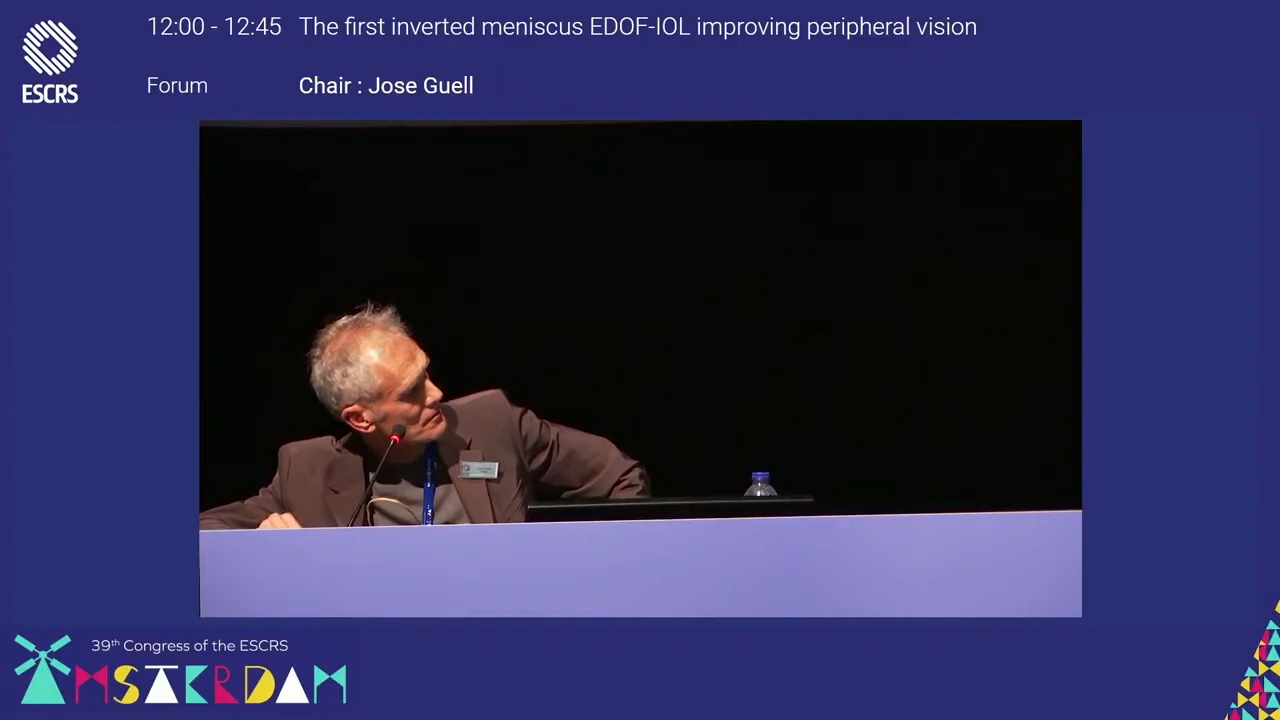 12:00 - 12:45 The first inverted meniscus EDOF-IOL improving peripheral vision
ESCRS
Forum Chair : Jose Guell
39th Congress of the ESCRS
AMSTERDAM